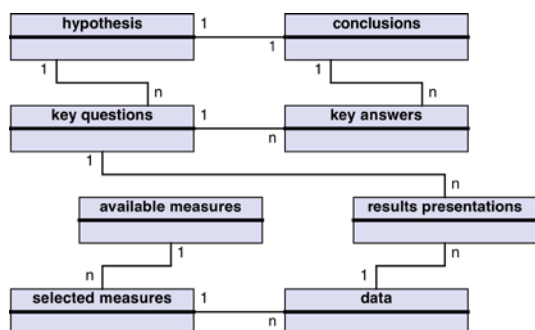 hypothesis 1 conclusions
1
1 1
n n
key questions 1 key answers
n
1
n
available measures results presentations
1 n
n 1
selected measures 1 data
n